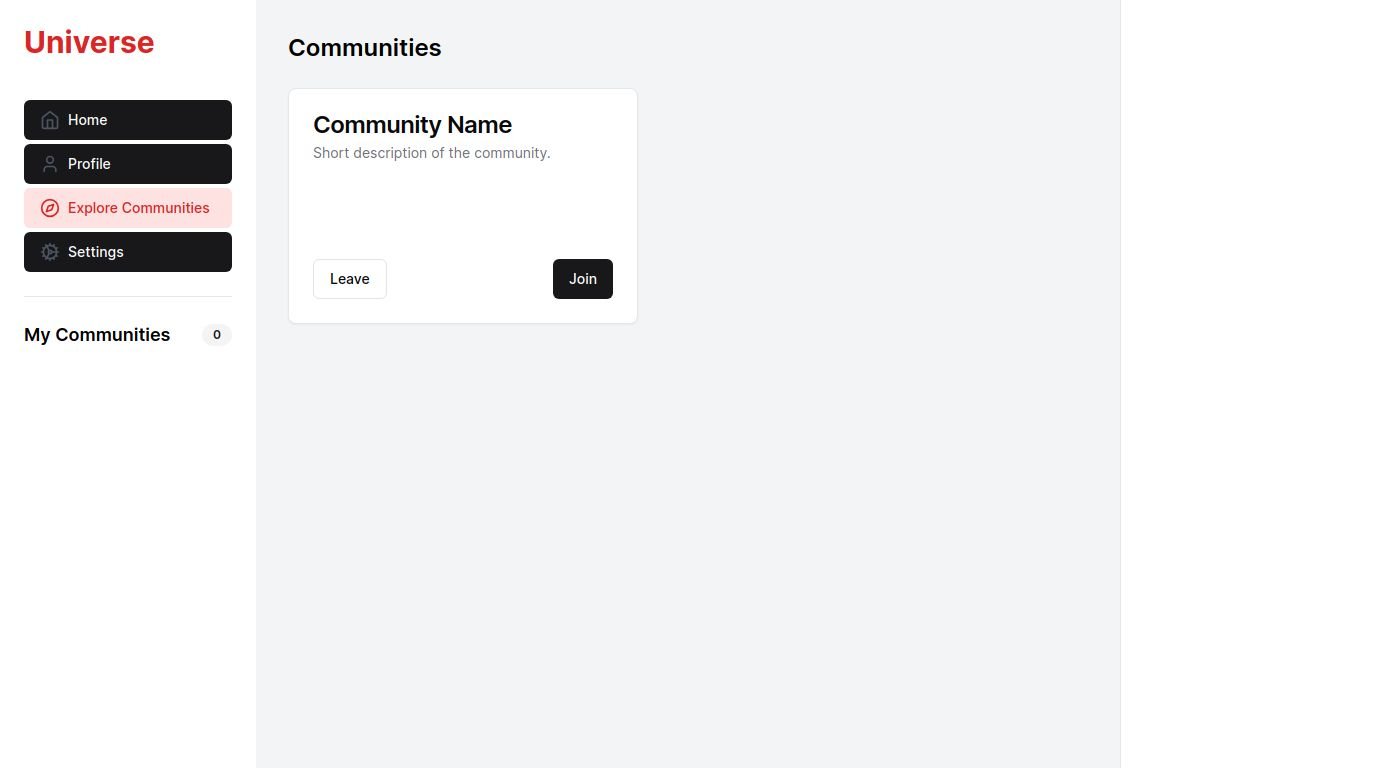 Universe
Home
Profile
Explore Communities
Settings
My Communities 0
Communities
Community Name
Short description of the community.
Leave Join